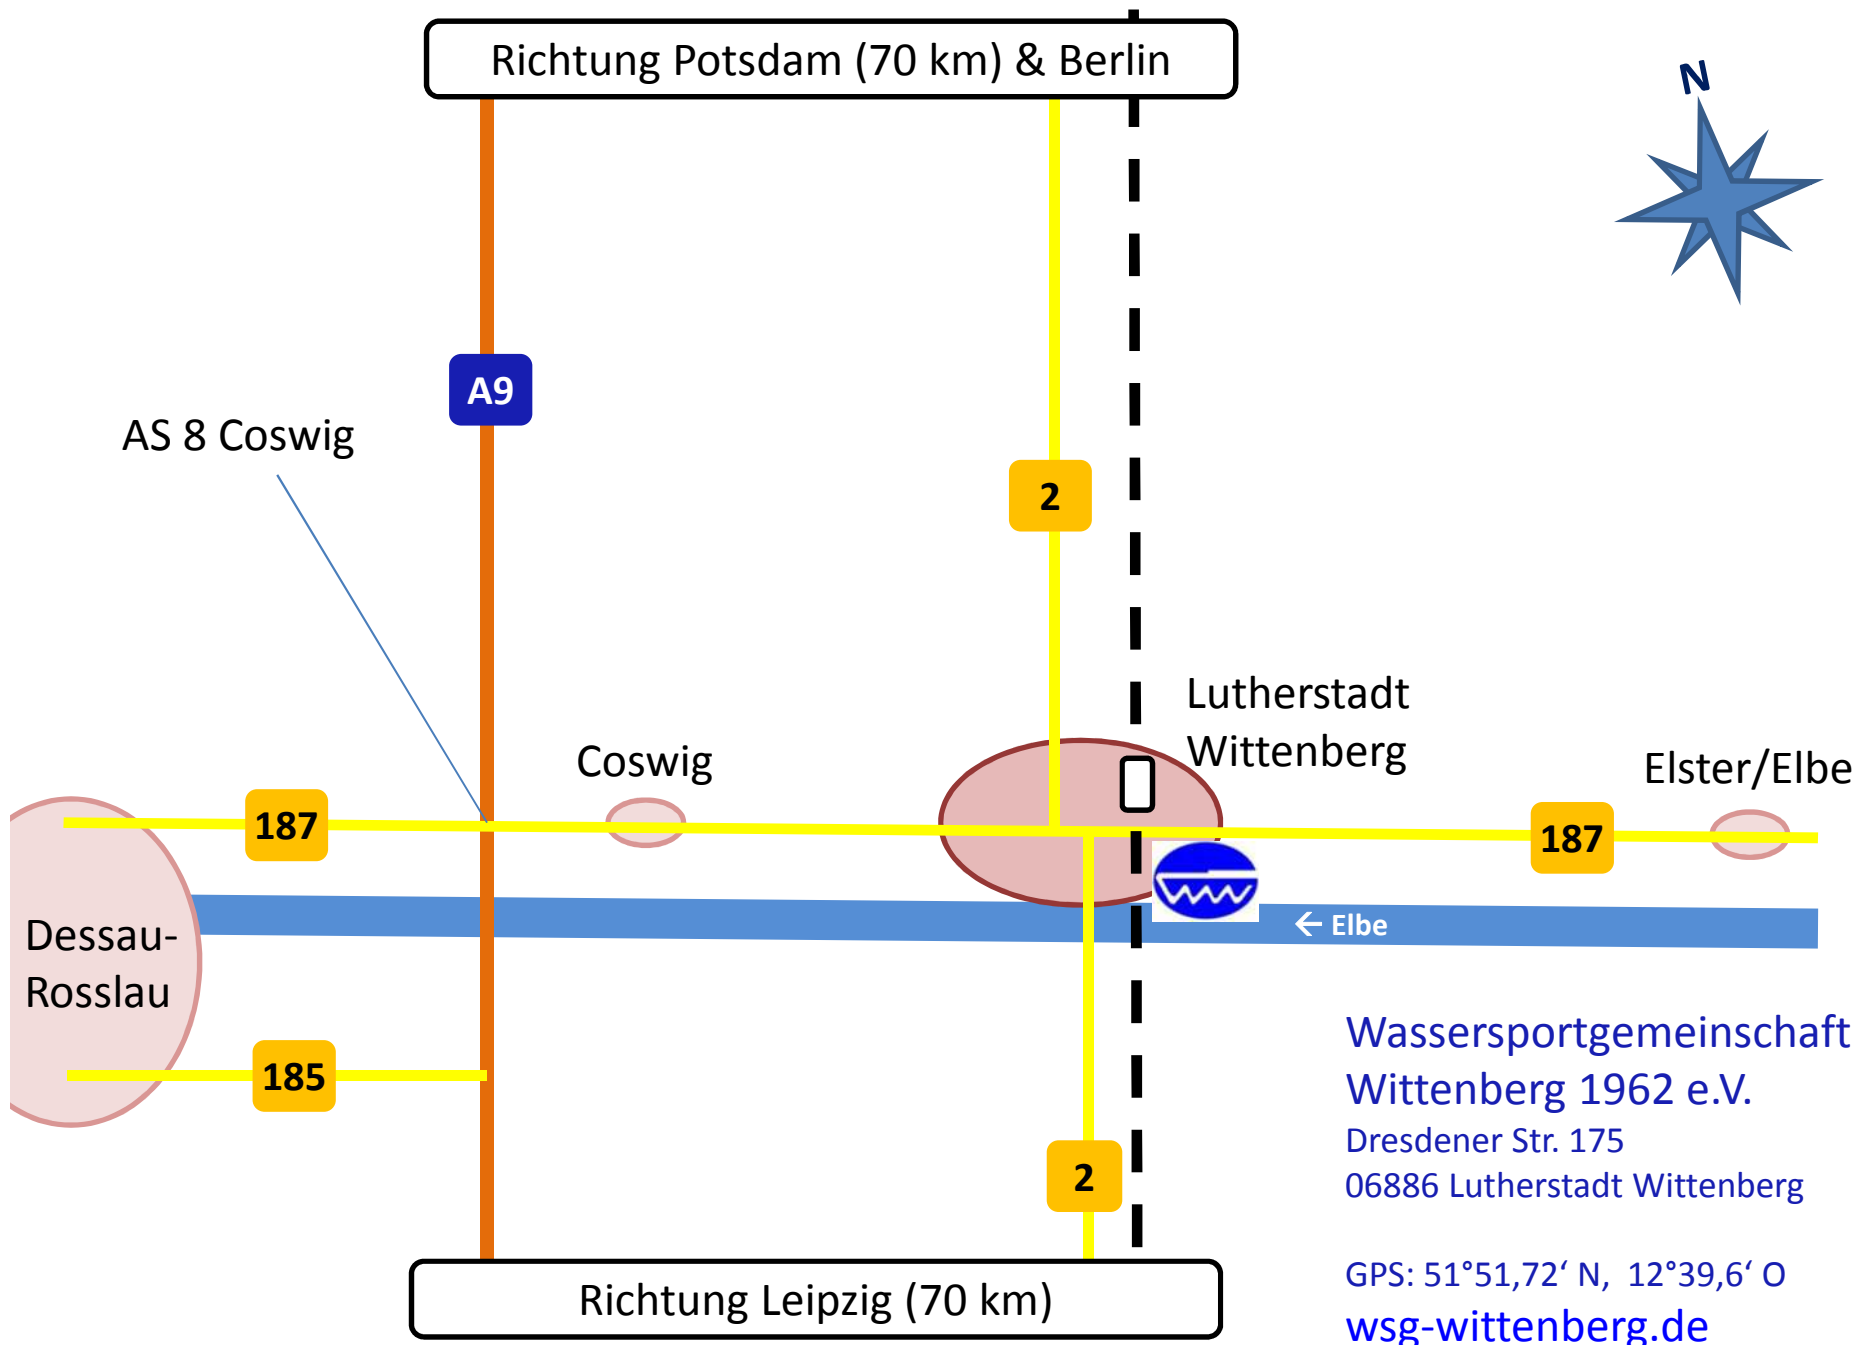 Richtung Potsdam (70 km) & Berlin
N
A9
AS 8 Coswig
2
Lutherstadt
Wittenberg
Coswig
Elster/Elbe
187
187
← Elbe
Dessau-
Rosslau
185
2
Wassersportgemeinschaft
Wittenberg 1962 e.V.
Dresdener Str. 175
06886 Lutherstadt Wittenberg
GPS: 51°51,72‘ N, 12°39,6‘ O
wsg-wittenberg.de
Richtung Leipzig (70 km)